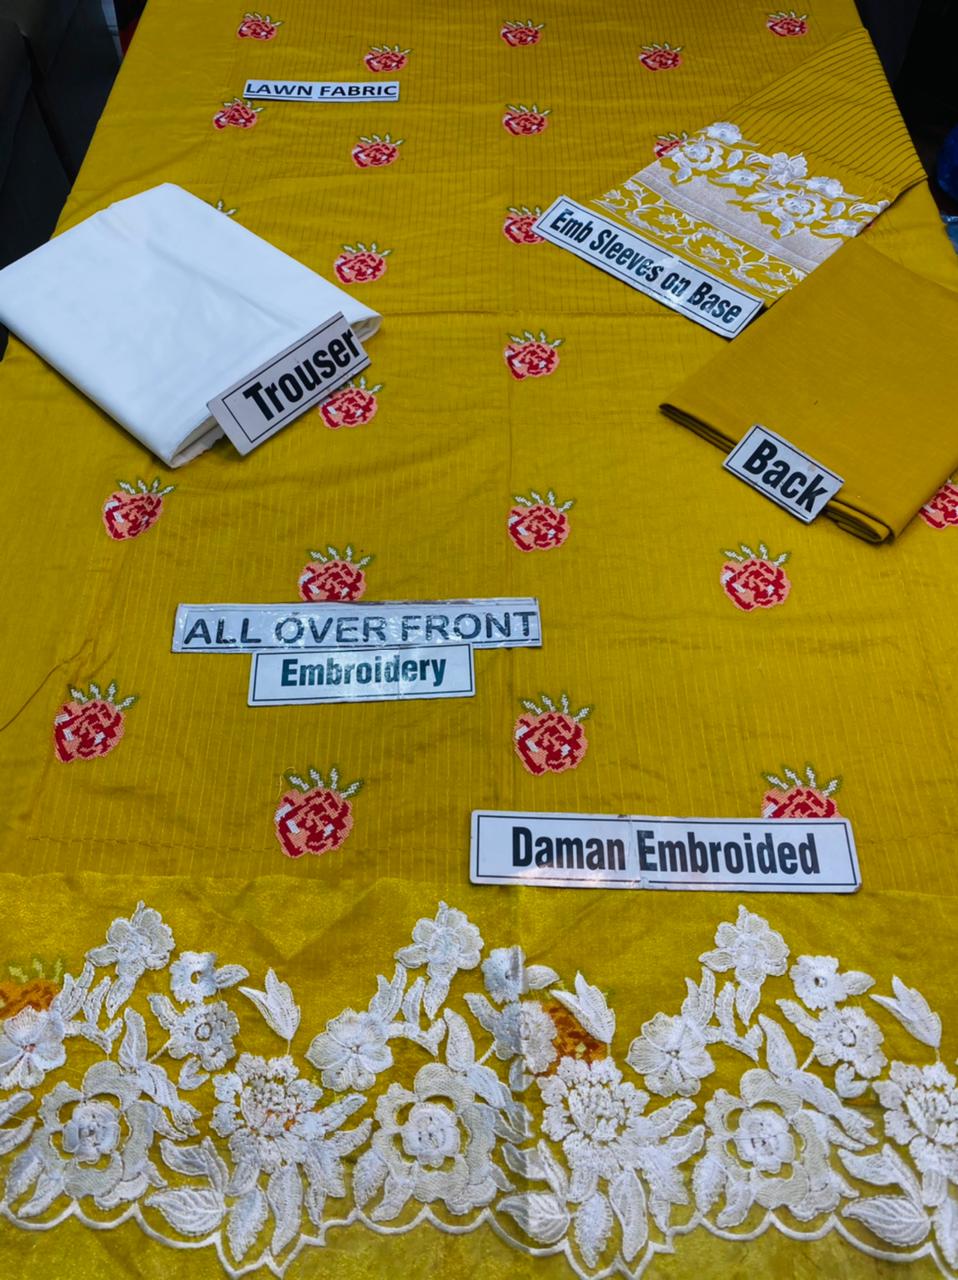 LAWN FABRIC
Emb Sleeves on Base
Trouser
Back
ALL OVER FRONT
Embroidery
Daman Embroided